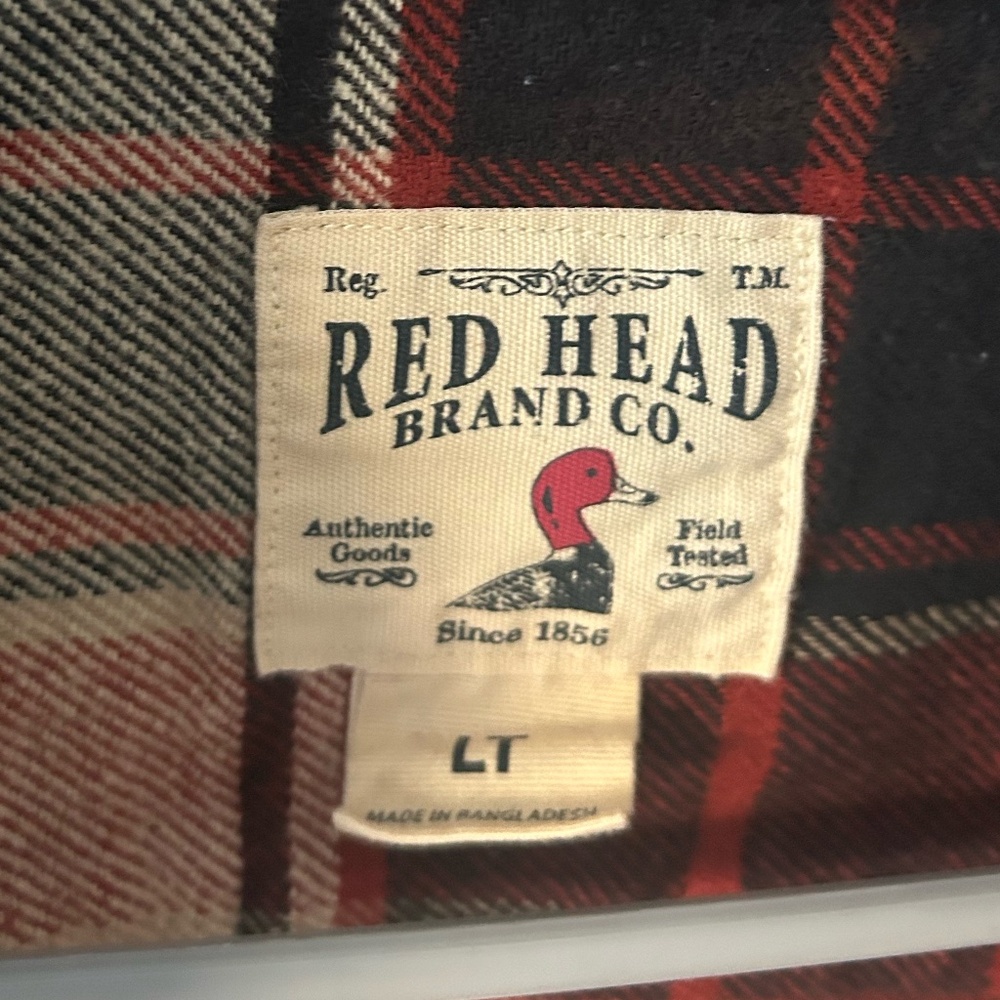 Reg. T.M.
RED HEAD
BRAND CO.
Authentic
Goods
Field
Tested
Since 1856
LT
MADE IN BANGLADESH